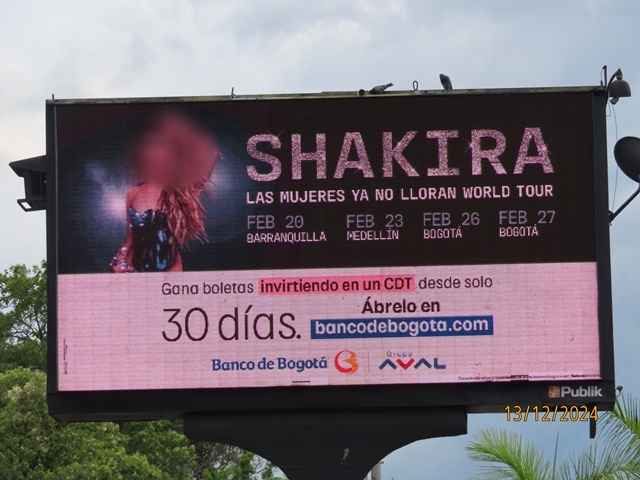 SHAKIRA
LAS MUJERES YA NO LLORAN WORLD TOUR
FEB 20 FEB 23 FEB 26 FEB 27
BARRANQUILLA MEDELLÍN BOGOTÁ BOGOTÁ
Gana boletas invirtiendo en un CDT desde solo
30 días. Ábrelo en
bancodebogota.com
Banco de Bogotá Grupo AVAL
Publik
13/12/2024